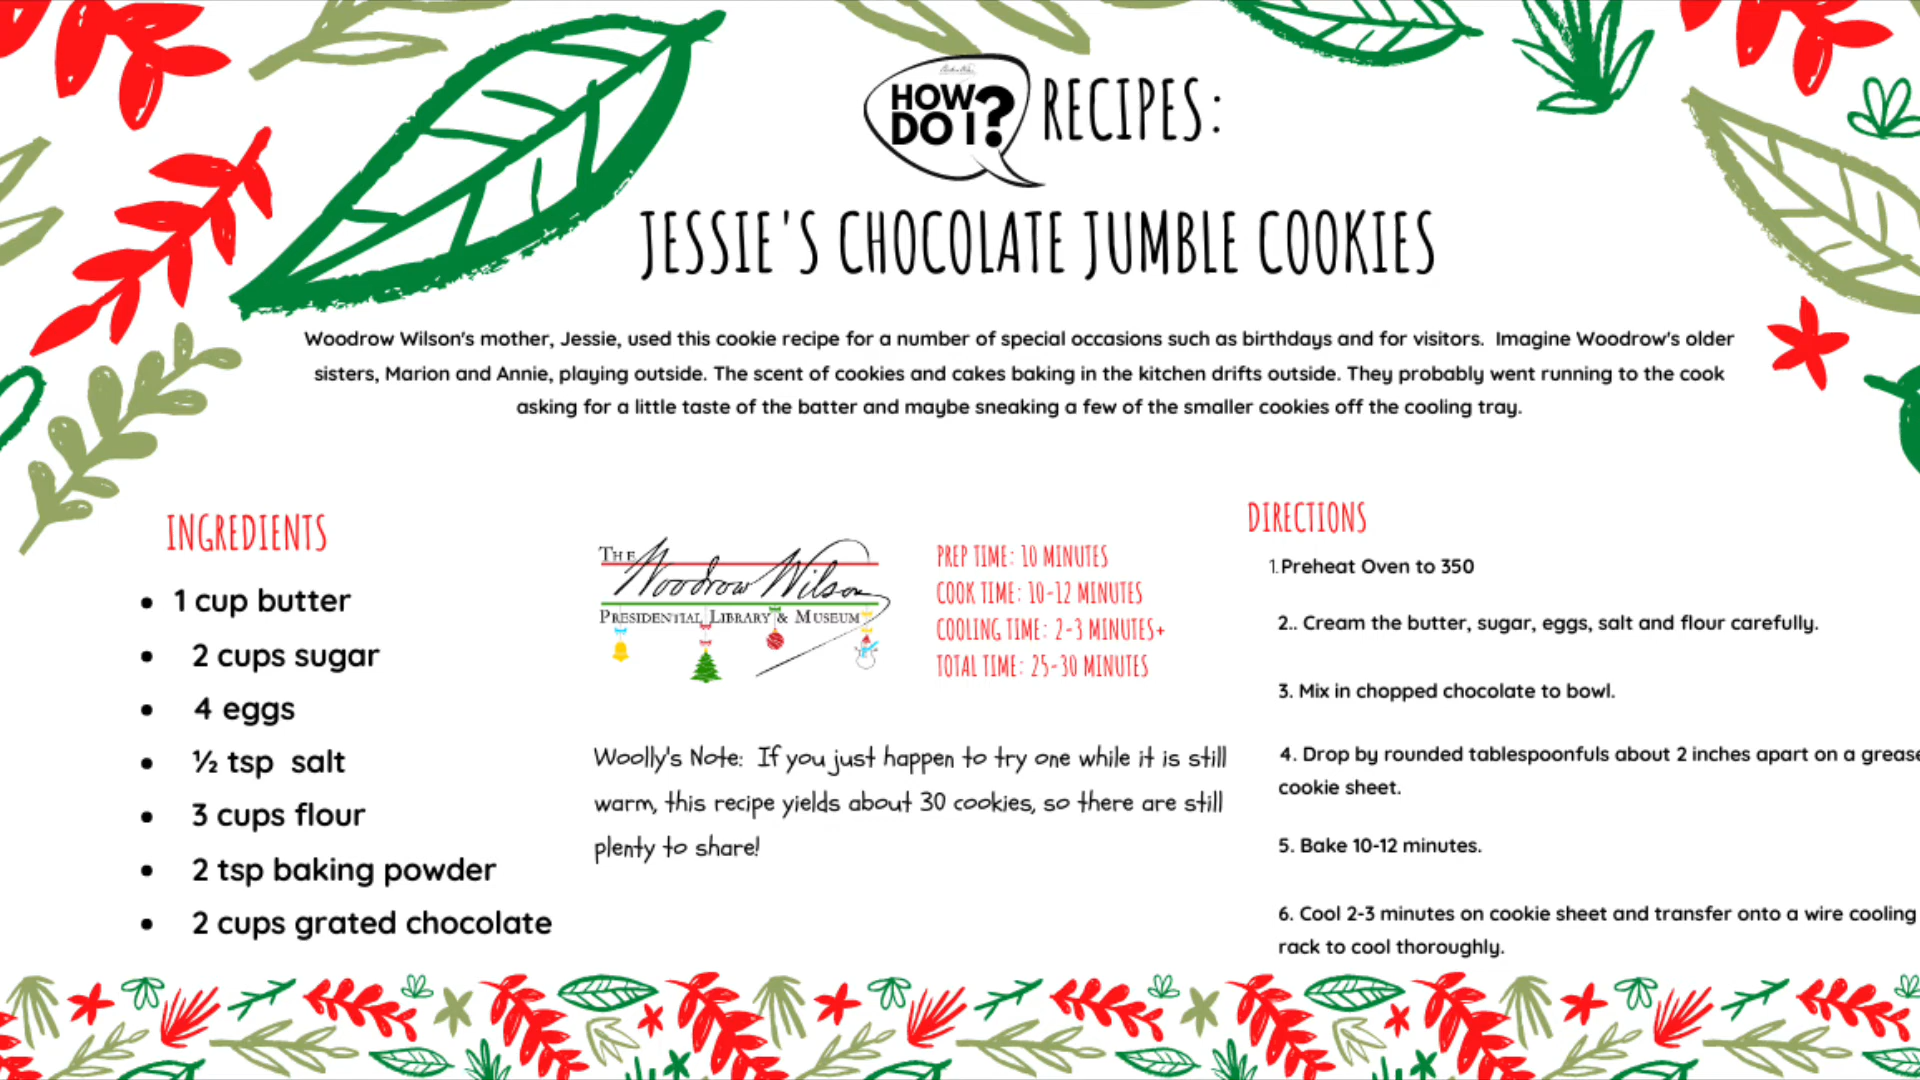 HOW
DO I?
RECIPES:
JESSIE'S CHOCOLATE JUMBLE COOKIES
Woodrow Wilson's mother, Jessie, used this cookie recipe for a number of special occasions such as birthdays and for visitors.  Imagine Woodrow's older
sisters, Marion and Annie, playing outside. The scent of cookies and cakes baking in the kitchen drifts outside. They probably went running to the cook
asking for a little taste of the batter and maybe sneaking a few of the smaller cookies off the cooling tray.
INGREDIENTS
• 1 cup butter
• 2 cups sugar
• 4 eggs
• ½ tsp  salt
• 3 cups flour
• 2 tsp baking powder
• 2 cups grated chocolate
THE
Woodrow Wilson
PRESIDENTIAL LIBRARY & MUSEUM
PREP TIME: 10 MINUTES
COOK TIME: 10-12 MINUTES
COOLING TIME: 2-3 MINUTES+
TOTAL TIME: 25-30 MINUTES
Woolly's Note:  If you just happen to try one while it is still
warm, this recipe yields about 30 cookies, so there are still
plenty to share!
DIRECTIONS
1.Preheat Oven to 350
2.. Cream the butter, sugar, eggs, salt and flour carefully.
3. Mix in chopped chocolate to bowl.
4. Drop by rounded tablespoonfuls about 2 inches apart on a grease
cookie sheet.
5. Bake 10-12 minutes.
6. Cool 2-3 minutes on cookie sheet and transfer onto a wire cooling
rack to cool thoroughly.